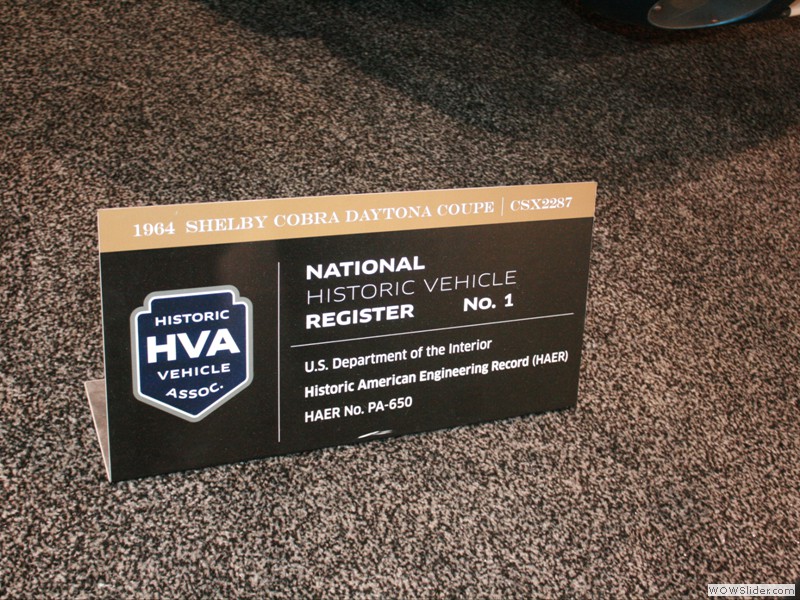 1964 SHELBY COBRA DAYTONA COUPE | CSX2287
HISTORIC
HVA
VEHICLE
ASSOC.
NATIONAL
HISTORIC VEHICLE
REGISTER No. 1
U.S. Department of the Interior
Historic American Engineering Record (HAER)
HAER No. PA-650
WOWSlider.com